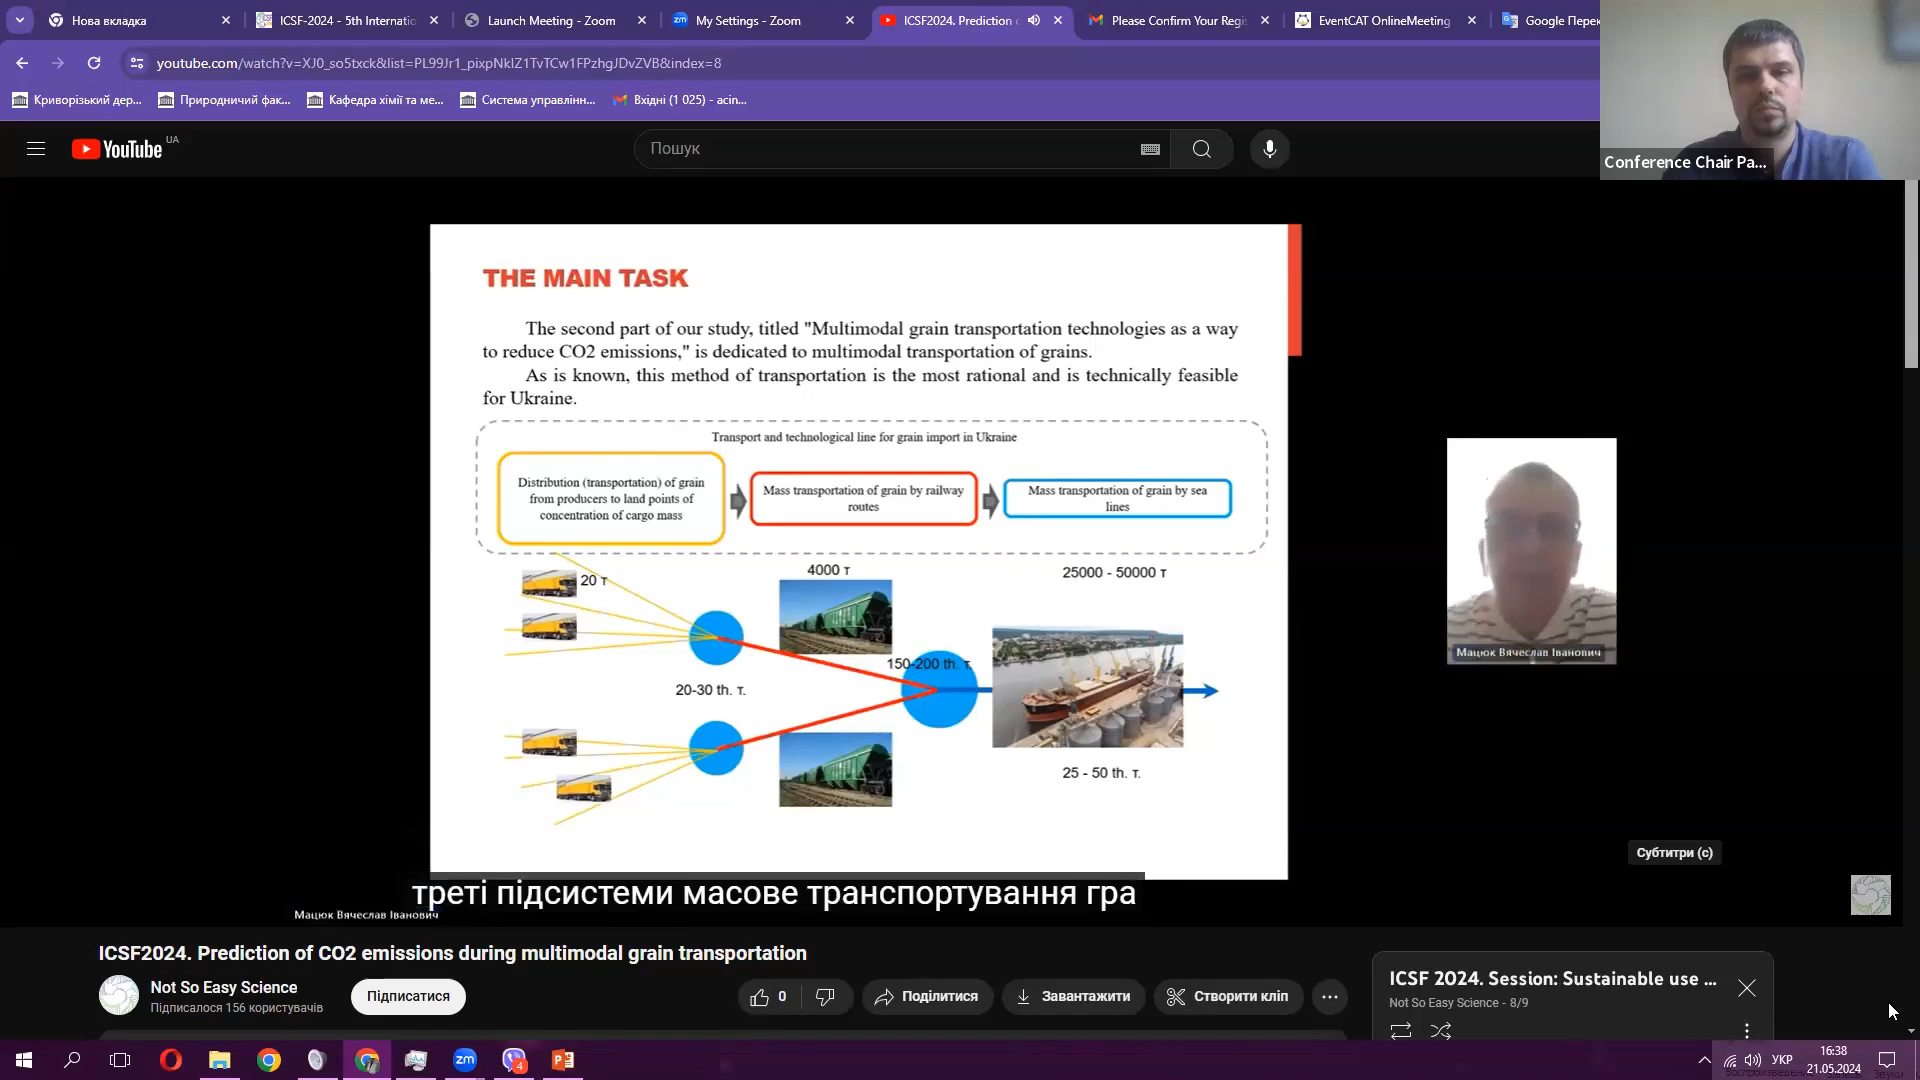 Нова вкладка
ICSF-2024 - 5th Internatio
Launch Meeting - Zoom
My Settings - Zoom
ICSF2024. Prediction
Please Confirm Your Regi
EventCAT OnlineMeeting
Google Перек
youtube.com/watch?v=XJ0_so5txck&list=PL99Jr1_pixpNklZ1TvTCw1FPzhgJDvZVB&index=8
Криворізький дер...
Природничий фак...
Кафедра хімії та ме...
Система управлінн...
Вхідні (1 025) - acin...
Conference Chair Pa...
YouTube UA
Пошук
THE MAIN TASK
The second part of our study, titled "Multimodal grain transportation technologies as a way
to reduce CO2 emissions," is dedicated to multimodal transportation of grains.
As is known, this method of transportation is the most rational and is technically feasible
for Ukraine.
Transport and technological line for grain import in Ukraine
Distribution (transportation) of grain
from producers to land points of
concentration of cargo mass
Mass transportation of grain by railway
routes
Mass transportation of grain by sea
lines
20 т
4000 т
25000 - 50000 т
150-200 th. т.
20-30 th. т.
25 - 50 th. т.
Мацюк Вячеслав Іванович
Субтитри (c)
треті підсистеми масове транспортування гра
Мацюк Вячеслав Іванович
ICSF2024. Prediction of CO2 emissions during multimodal grain transportation
Not So Easy Science
Підписалося 156 користувачів
Підписатися
0
Поділитися
Завантажити
Створити кліп
ICSF 2024. Session: Sustainable use ...
Not So Easy Science - 8/9
zm
4
УКР
16:38
21.05.2024